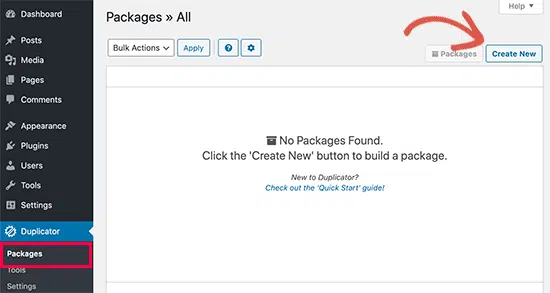 Dashboard
Posts
Media
Pages
Comments
Appearance
Plugins
Users
Tools
Settings
Duplicator
Packages
Tools
Settings
Help
Packages » All
Bulk Actions
Apply
Packages
Create New
No Packages Found.
Click the 'Create New' button to build a package.
New to Duplicator?
Check out the 'Quick Start' guide!